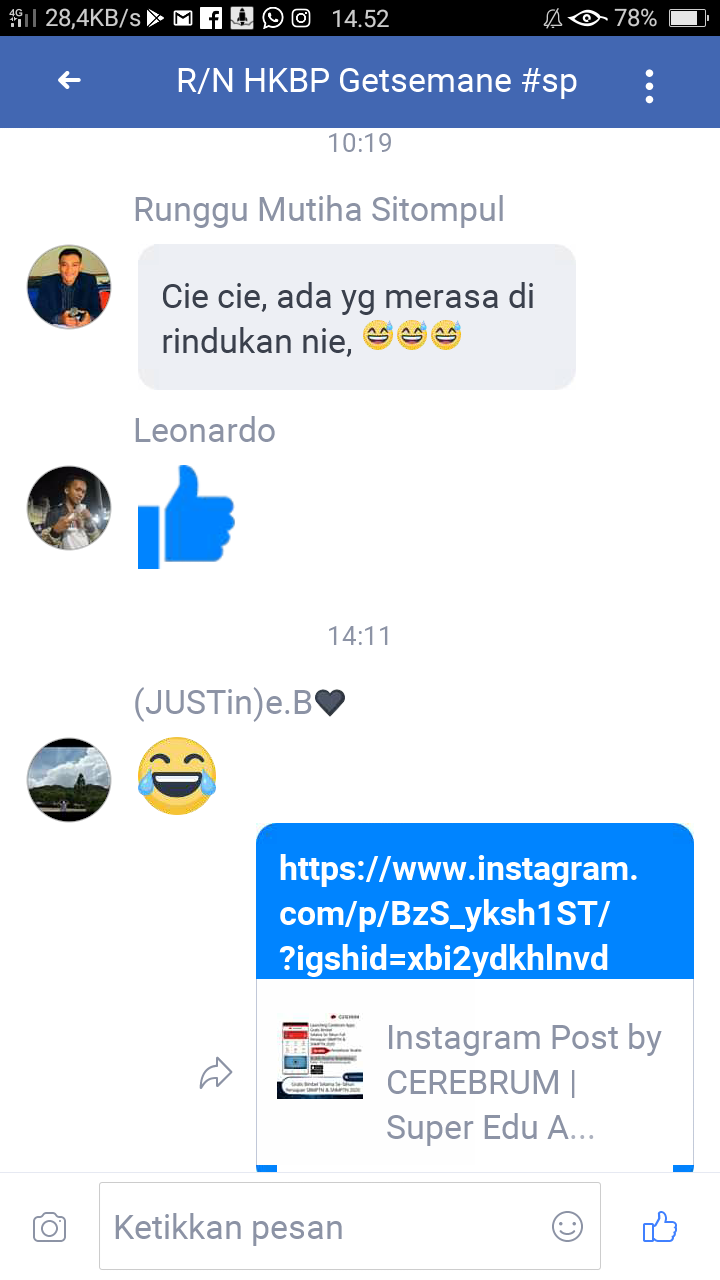 4G 28,4KB/s 14.52 78%
R/N HKBP Getsemane #sp
10:19
Runggu Mutiha Sitompul
Cie cie, ada yg merasa di
rindukan nie, 😅😅😅
Leonardo
14:11
(JUSTin)e.B🖤
😂
https://www.instagram.
com/p/BzS_yksh1ST/
?igshid=xbi2ydkhlnvd
Instagram Post by
CEREBRUM |
Super Edu A...
Ketikkan pesan